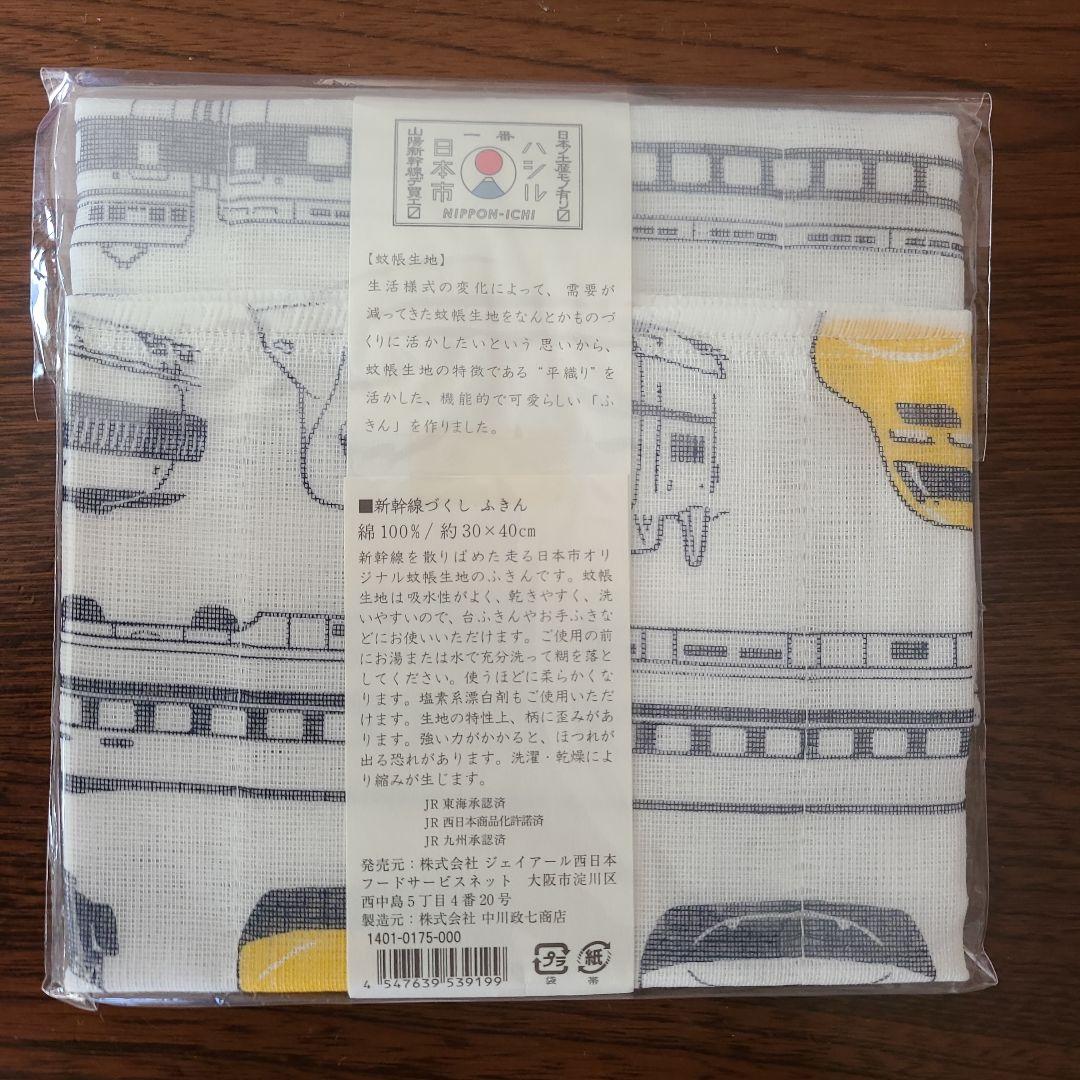 一番
日本ノ土産モノ有リ〼
ハシル
日本市
山陽新幹線デ買エ〼
NIPPON-ICHI
【蚊帳生地】
生活様式の変化によって、需要が
減ってきた蚊帳生地をなんとかものづ
くりに活かしたいという思いから、
蚊帳生地の特徴である“平織り”を
活かした、機能的で可愛らしい「ふ
きん」を作りました。
■新幹線づくし ふきん
綿100%/約30×40cm
新幹線を散りばめた走る日本市オリ
ジナル蚊帳生地のふきんです。蚊帳
生地は吸水性がよく、乾きやすく、洗
いやすいので、台ふきんやお手ふきな
どにお使いいただけます。ご使用の前
にお湯または水で充分洗って糊を落と
してください。使うほどに柔らかくな
ります。塩素系漂白剤もご使用いただ
けます。生地の特性上、柄に歪みがあ
ります。強い力がかかると、ほつれが
出る恐れがあります。洗濯・乾燥によ
り縮みが生じます。
JR東海承認済
JR西日本商品化許諾済
JR九州承認済
発売元：株式会社 ジェイアール西日本
フードサービスネット 大阪市淀川区
西中島5丁目4番20号
製造元：株式会社 中川政七商店
1401-0175-000
4 547639 539199
プラ 紙
袋 帯